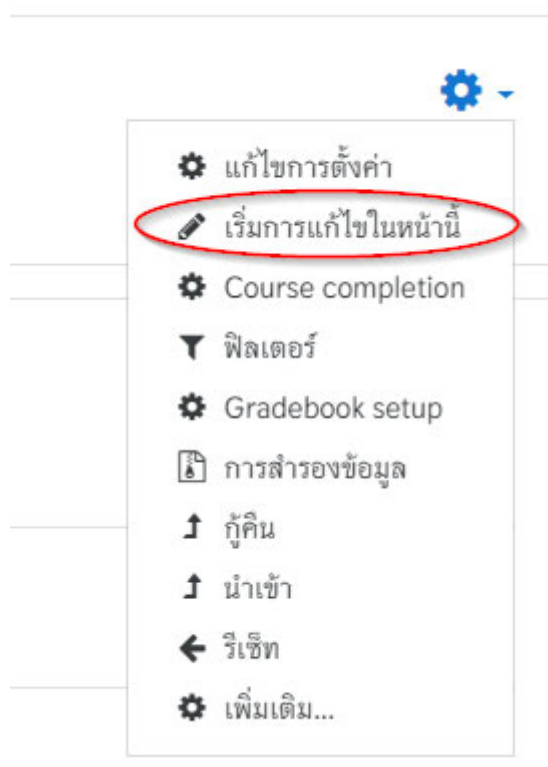 แก้ไขการตั้งค่า
เริ่มการแก้ไขในหน้านี้
Course completion
ฟิลเตอร์
Gradebook setup
การสำรองข้อมูล
กู้คืน
นำเข้า
รีเซ็ท
เพิ่มเติม...